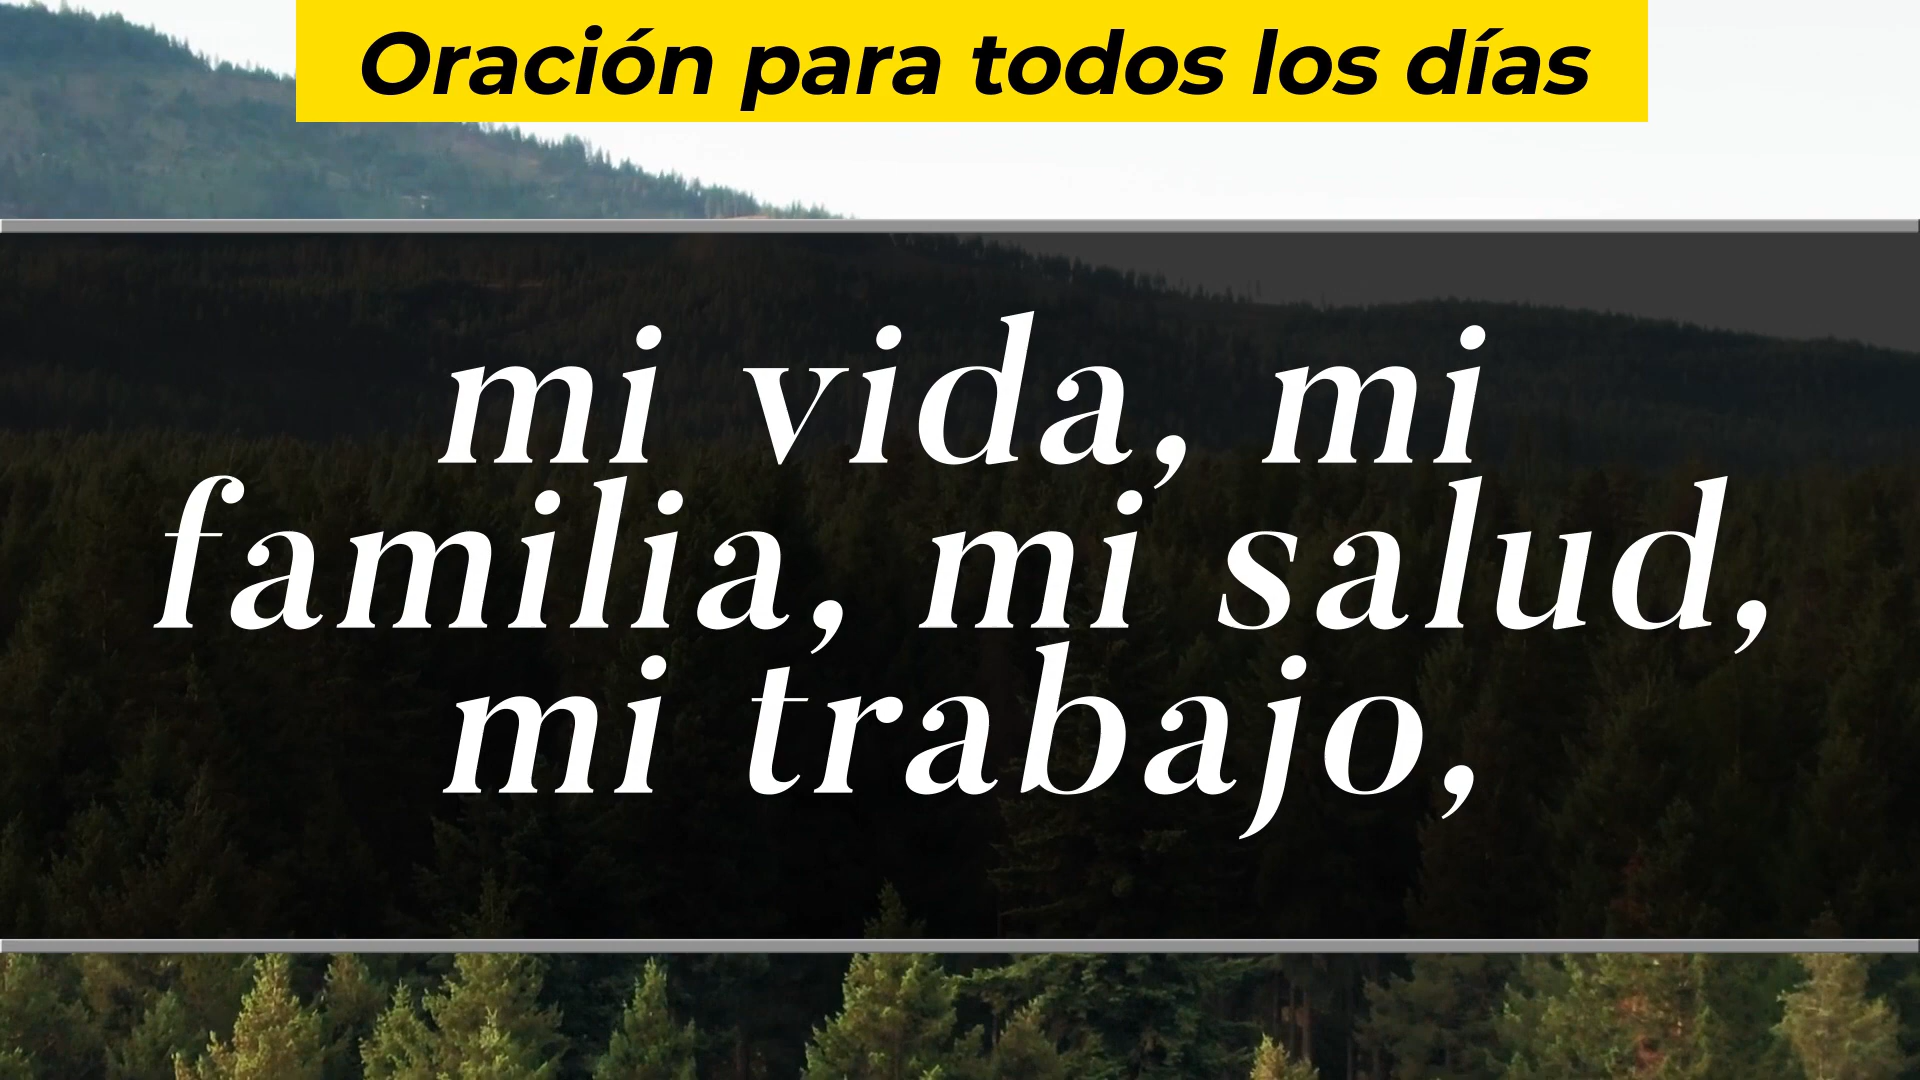 Oración para todos los días
mi vida, mi
familia, mi salud,
mi trabajo,